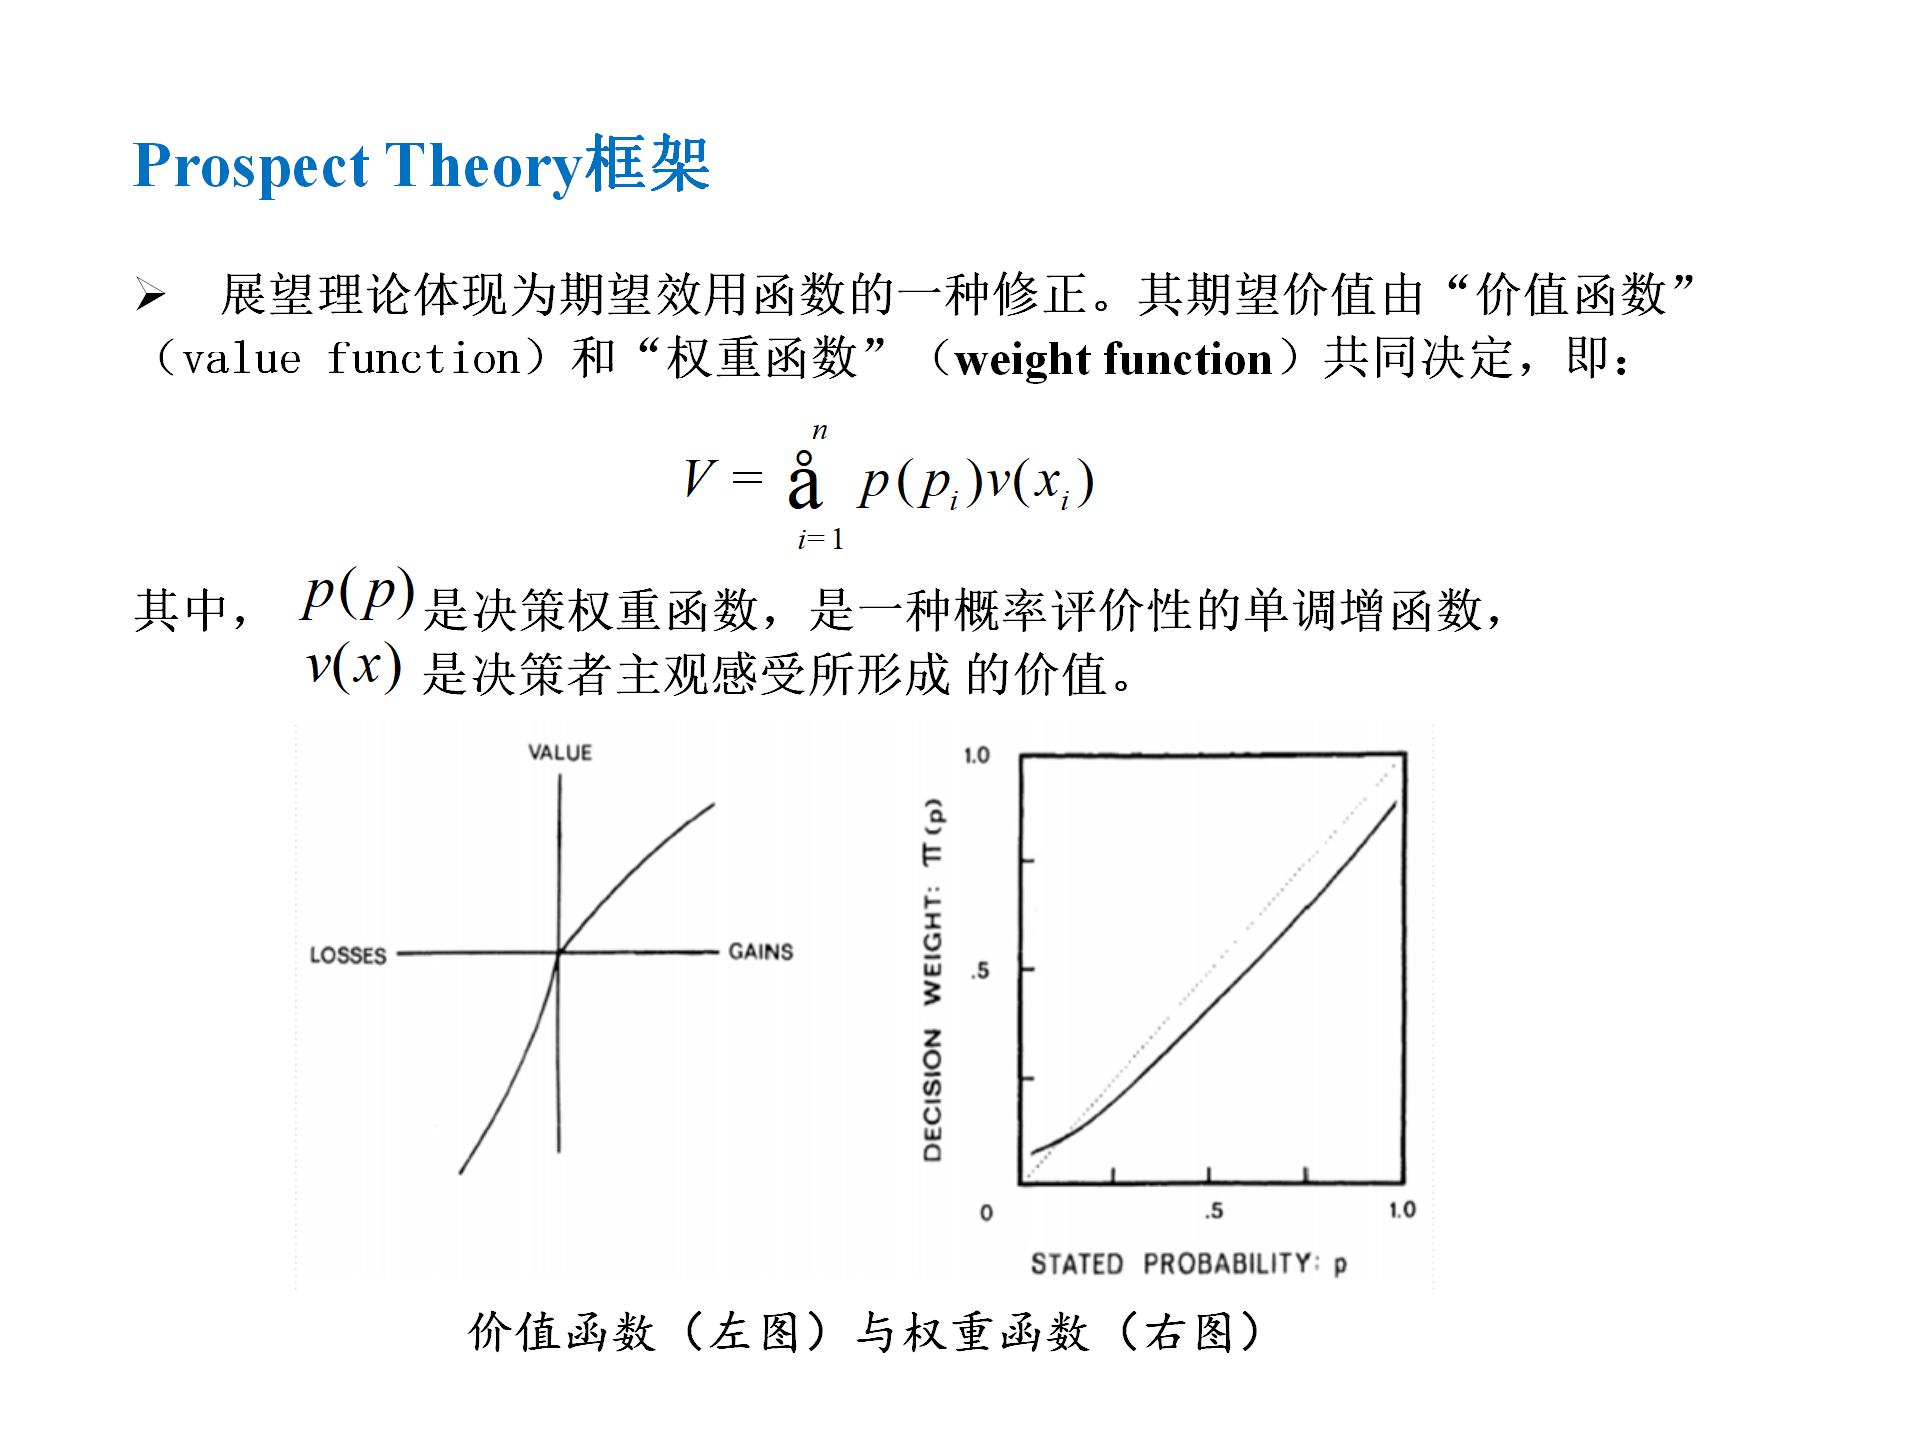 Prospect Theory框架
➢ 展望理论体现为期望效用函数的一种修正。其期望价值由“价值函数”
（value function）和“权重函数”（weight function）共同决定，即：
n
V = å p(pᵢ)v(xᵢ)
i=1
其中， p(p) 是决策权重函数，是一种概率评价性的单调增函数，
v(x) 是决策者主观感受所形成 的价值。
VALUE
LOSSES
GAINS
1.0
DECISION WEIGHT: π(p)
.5
0
.5
1.0
STATED PROBABILITY: p
价值函数（左图）与权重函数（右图）